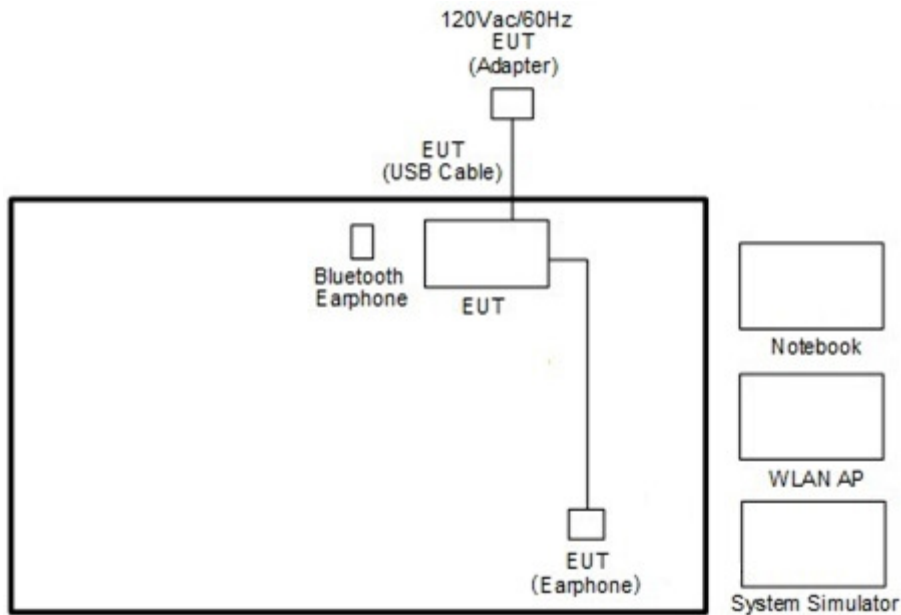 120Vac/60Hz
EUT
(Adapter)
EUT
(USB Cable)
Bluetooth
Earphone
EUT
Notebook
WLAN AP
EUT
(Earphone)
System Simulator